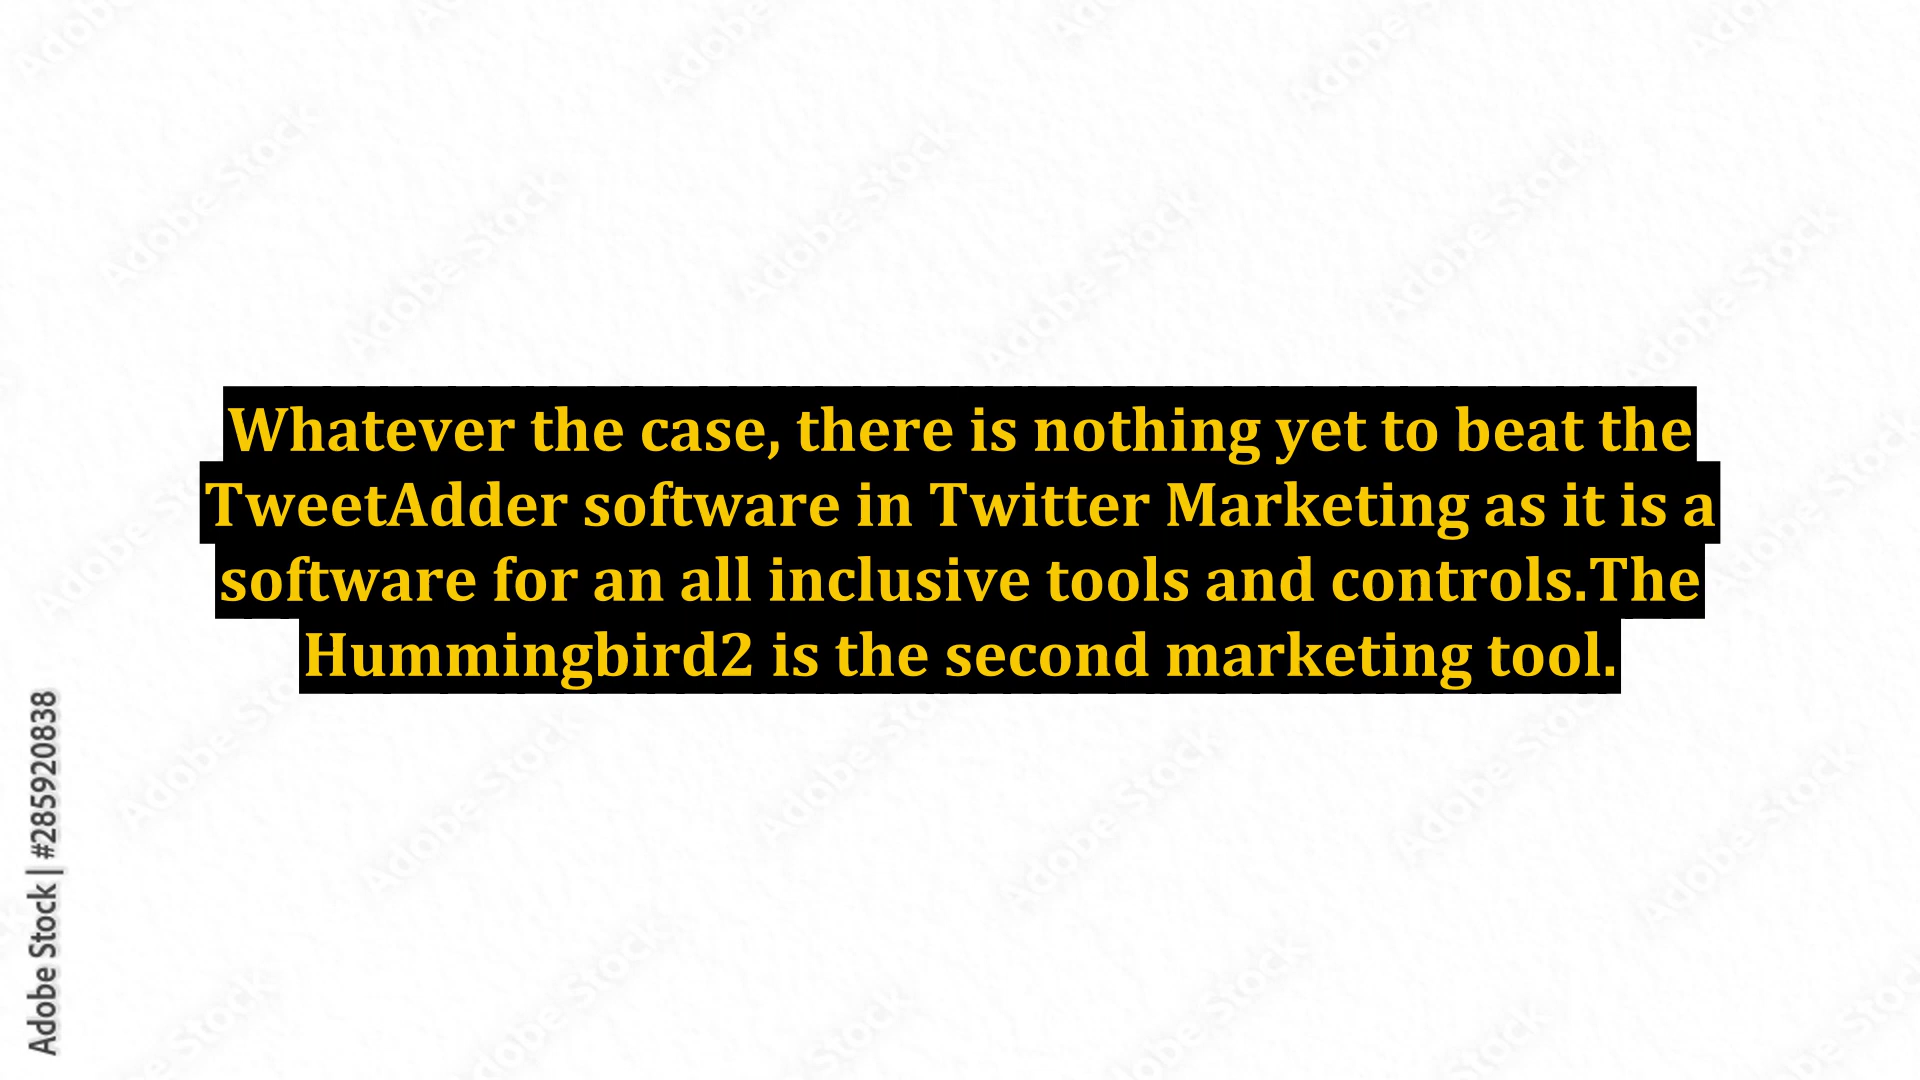 Whatever the case, there is nothing yet to beat the
TweetAdder software in Twitter Marketing as it is a
software for an all inclusive tools and controls.The
Hummingbird2 is the second marketing tool.
Adobe Stock | #285920838